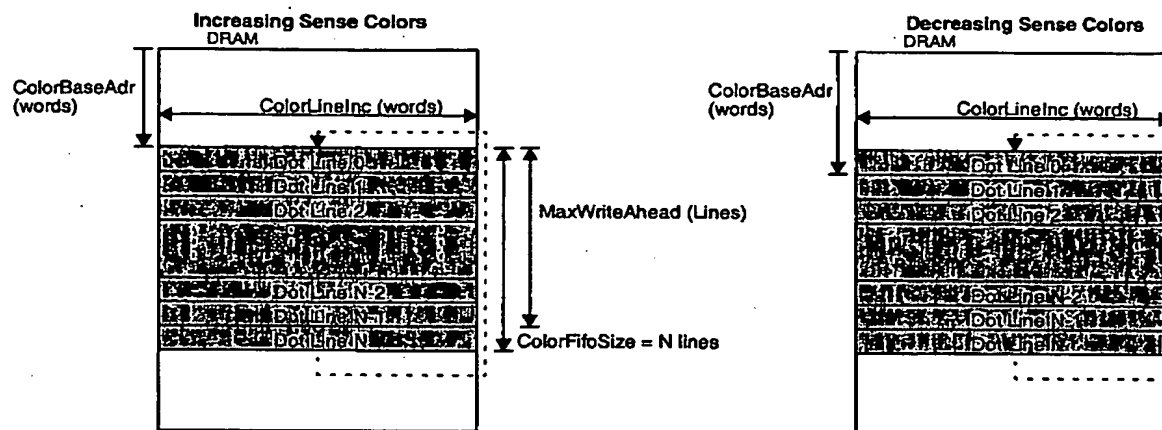 Increasing Sense Colors
DRAM
ColorBaseAdr
(words)
ColorLineInc (words)
Dot Line 0
Dot Line 1
Dot Line 2
Dot Line N-2
Dot Line N-1
Dot Line N
MaxWriteAhead (Lines)
ColorFifoSize = N lines
Decreasing Sense Colors
DRAM
ColorBaseAdr
(words)
ColorLineInc (words)
Dot Line 0
Dot Line 1
Dot Line 2
Dot Line N-2
Dot Line N-1
Dot Line N